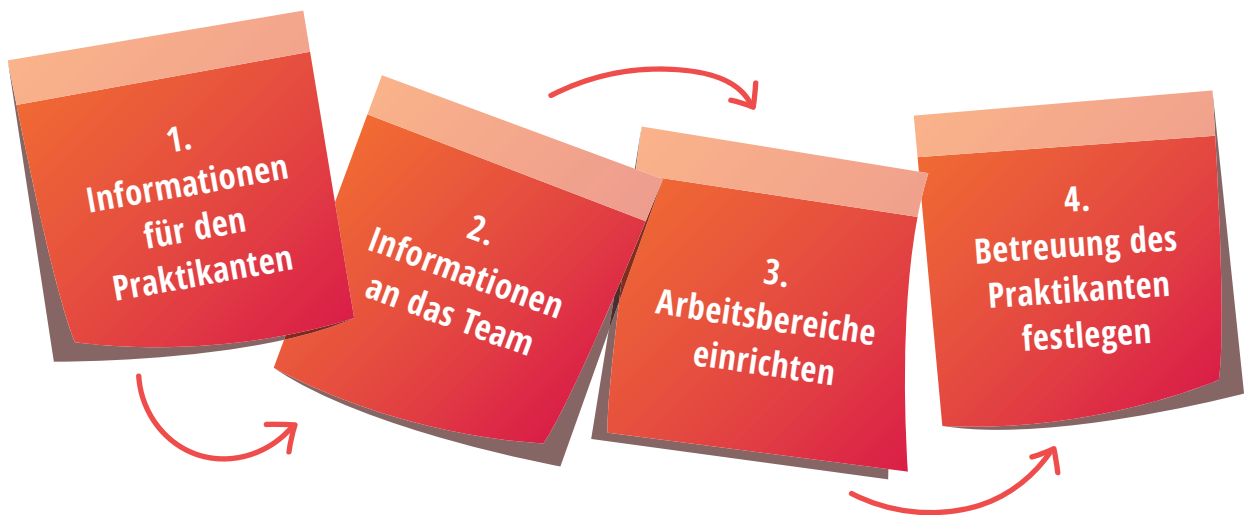 1.
Informationen
für den
Praktikanten
2.
Informationen
an das Team
3.
Arbeitsbereiche
einrichten
4.
Betreuung des
Praktikanten
festlegen